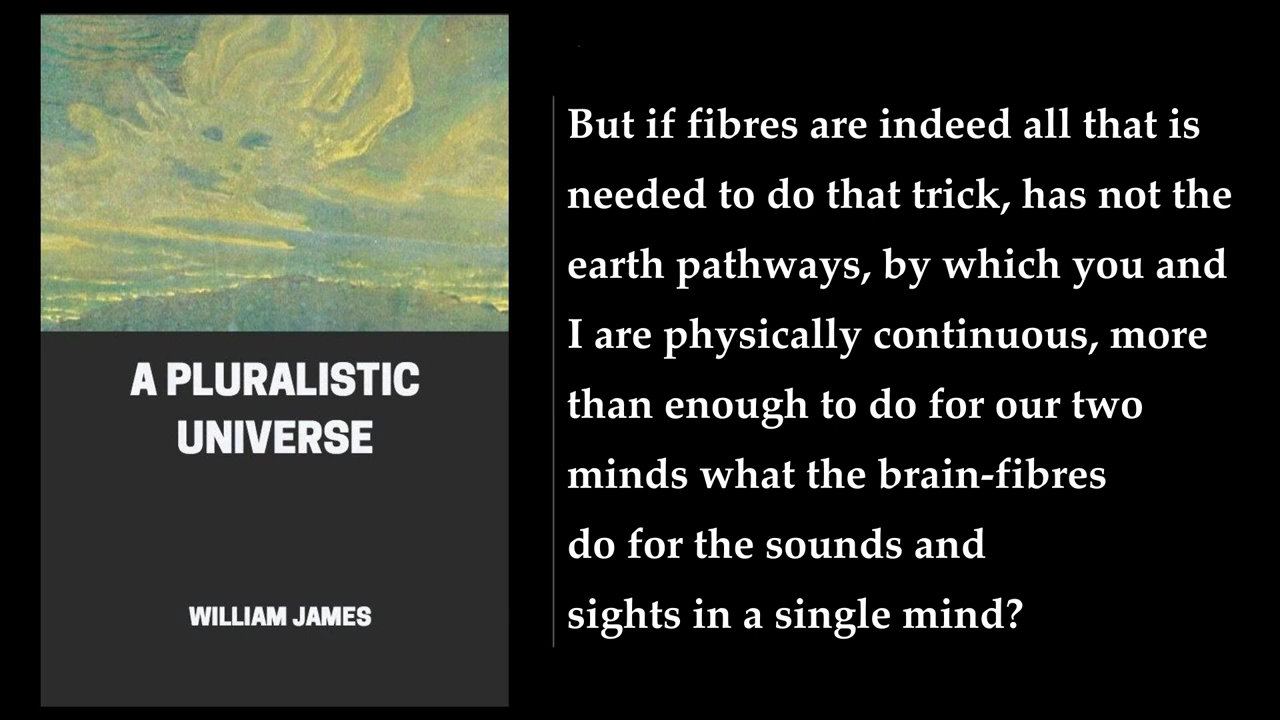 A PLURALISTIC
UNIVERSE
WILLIAM JAMES
But if fibres are indeed all that is
needed to do that trick, has not the
earth pathways, by which you and
I are physically continuous, more
than enough to do for our two
minds what the brain-fibres
do for the sounds and
sights in a single mind?